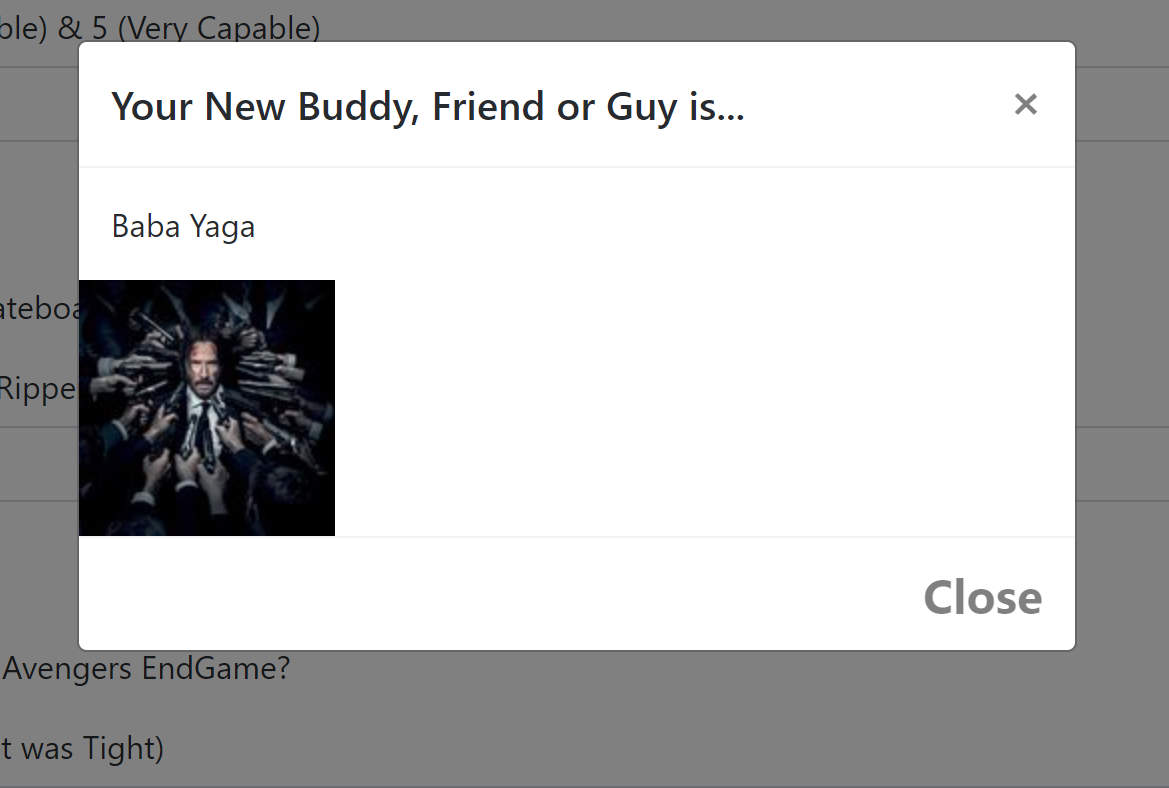 ble) & 5 (Very Capable)
Your New Buddy, Friend or Guy is...
×
Baba Yaga
ateboa
Rippe
Close
Avengers EndGame?
t was Tight)